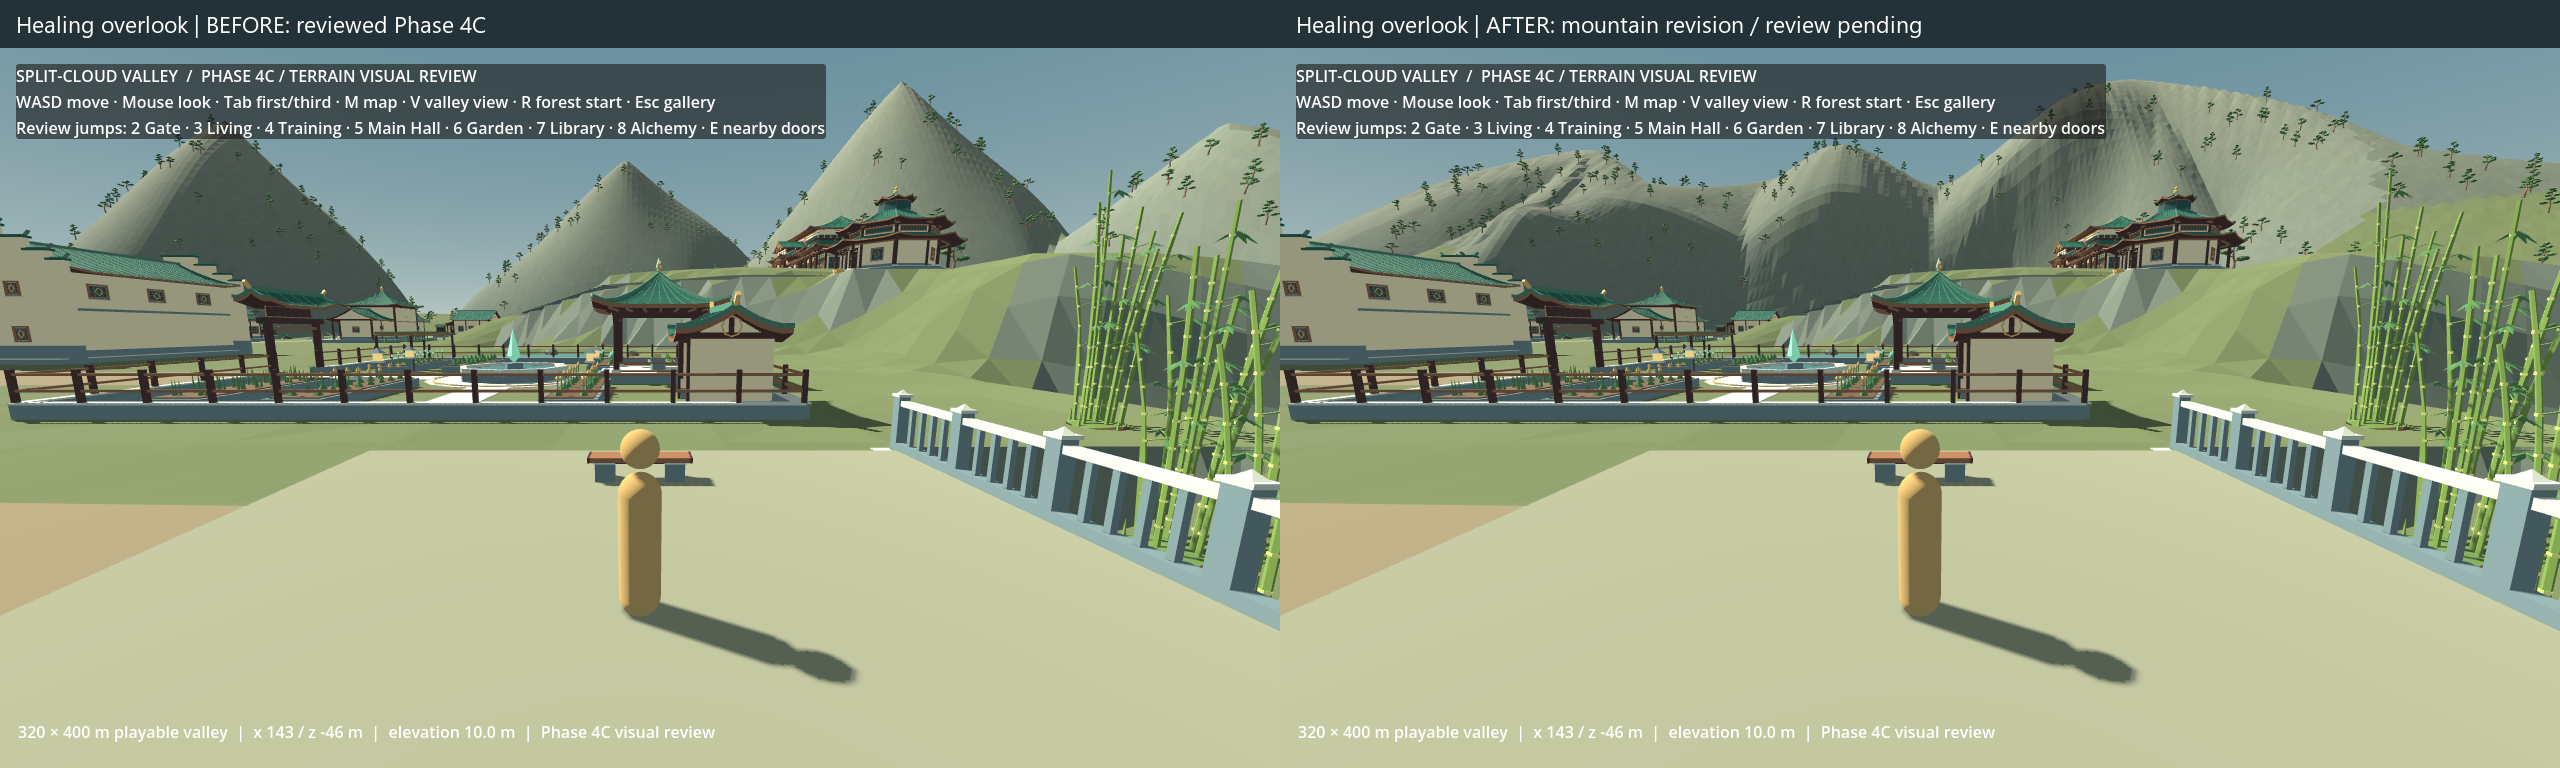 Healing overlook | BEFORE: reviewed Phase 4C
SPLIT-CLOUD VALLEY / PHASE 4C / TERRAIN VISUAL REVIEW
WASD move · Mouse look · Tab first/third · M map · V valley view · R forest start · Esc gallery
Review jumps: 2 Gate · 3 Living · 4 Training · 5 Main Hall · 6 Garden · 7 Library · 8 Alchemy · E nearby doors
320 × 400 m playable valley | x 143 / z -46 m | elevation 10.0 m | Phase 4C visual review
Healing overlook | AFTER: mountain revision / review pending
SPLIT-CLOUD VALLEY / PHASE 4C / TERRAIN VISUAL REVIEW
WASD move · Mouse look · Tab first/third · M map · V valley view · R forest start · Esc gallery
Review jumps: 2 Gate · 3 Living · 4 Training · 5 Main Hall · 6 Garden · 7 Library · 8 Alchemy · E nearby doors
320 × 400 m playable valley | x 143 / z -46 m | elevation 10.0 m | Phase 4C visual review